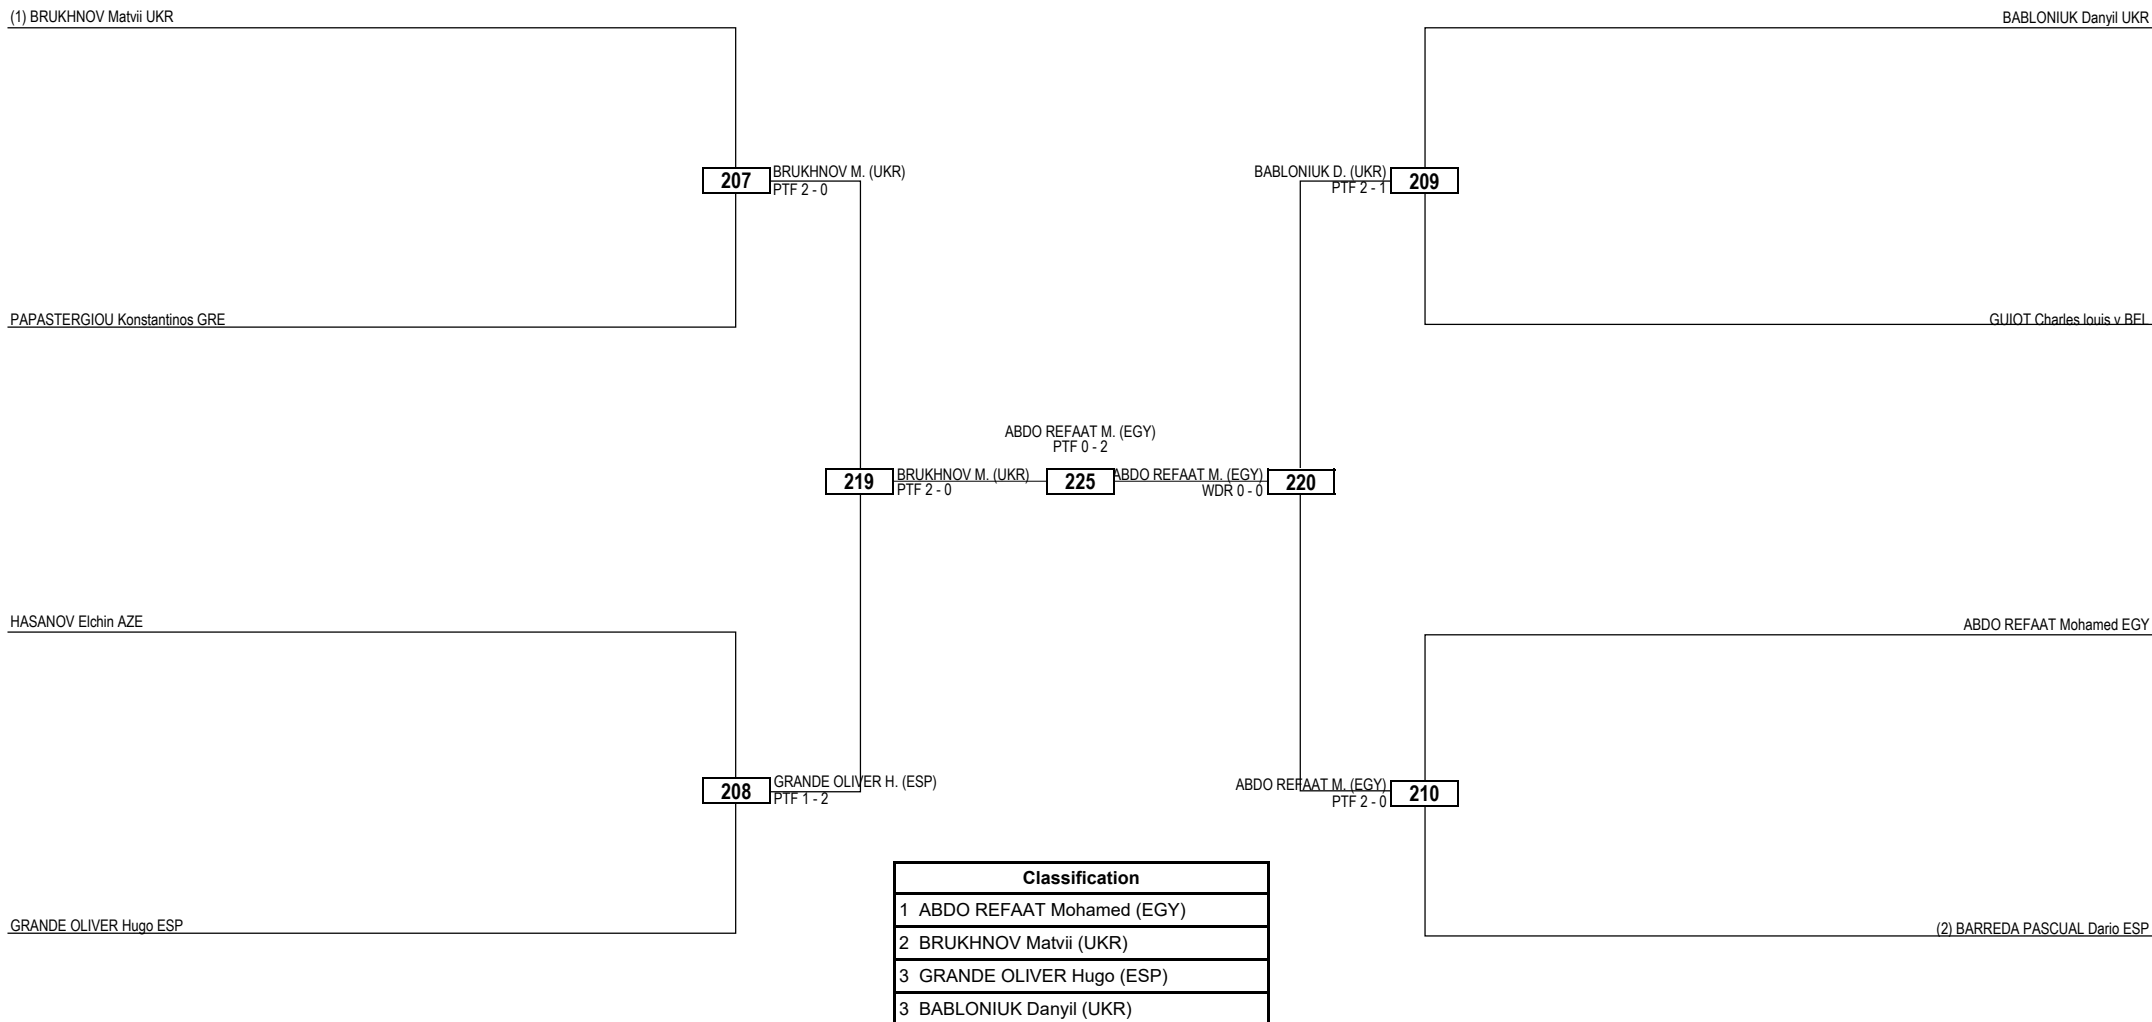 (1) BRUKHNOV Matvii UKR
BABLONIUK Danyil UKR
207
BRUKHNOV M. (UKR)
PTF 2 - 0
BABLONIUK D. (UKR)
PTF 2 - 1
209
PAPASTERGIOU Konstantinos GRE
GUIOT Charles louis v BEL
ABDO REFAAT M. (EGY)
PTF 0 - 2
219
BRUKHNOV M. (UKR)
PTF 2 - 0
225
ABDO REFAAT M. (EGY)
WDR 0 - 0
220
HASANOV Elchin AZE
ABDO REFAAT Mohamed EGY
208
GRANDE OLIVER H. (ESP)
PTF 1 - 2
ABDO REFAAT M. (EGY)
PTF 2 - 0
210
GRANDE OLIVER Hugo ESP
(2) BARREDA PASCUAL Dario ESP
Classification
1 ABDO REFAAT Mohamed (EGY)
2 BRUKHNOV Matvii (UKR)
3 GRANDE OLIVER Hugo (ESP)
3 BABLONIUK Danyil (UKR)